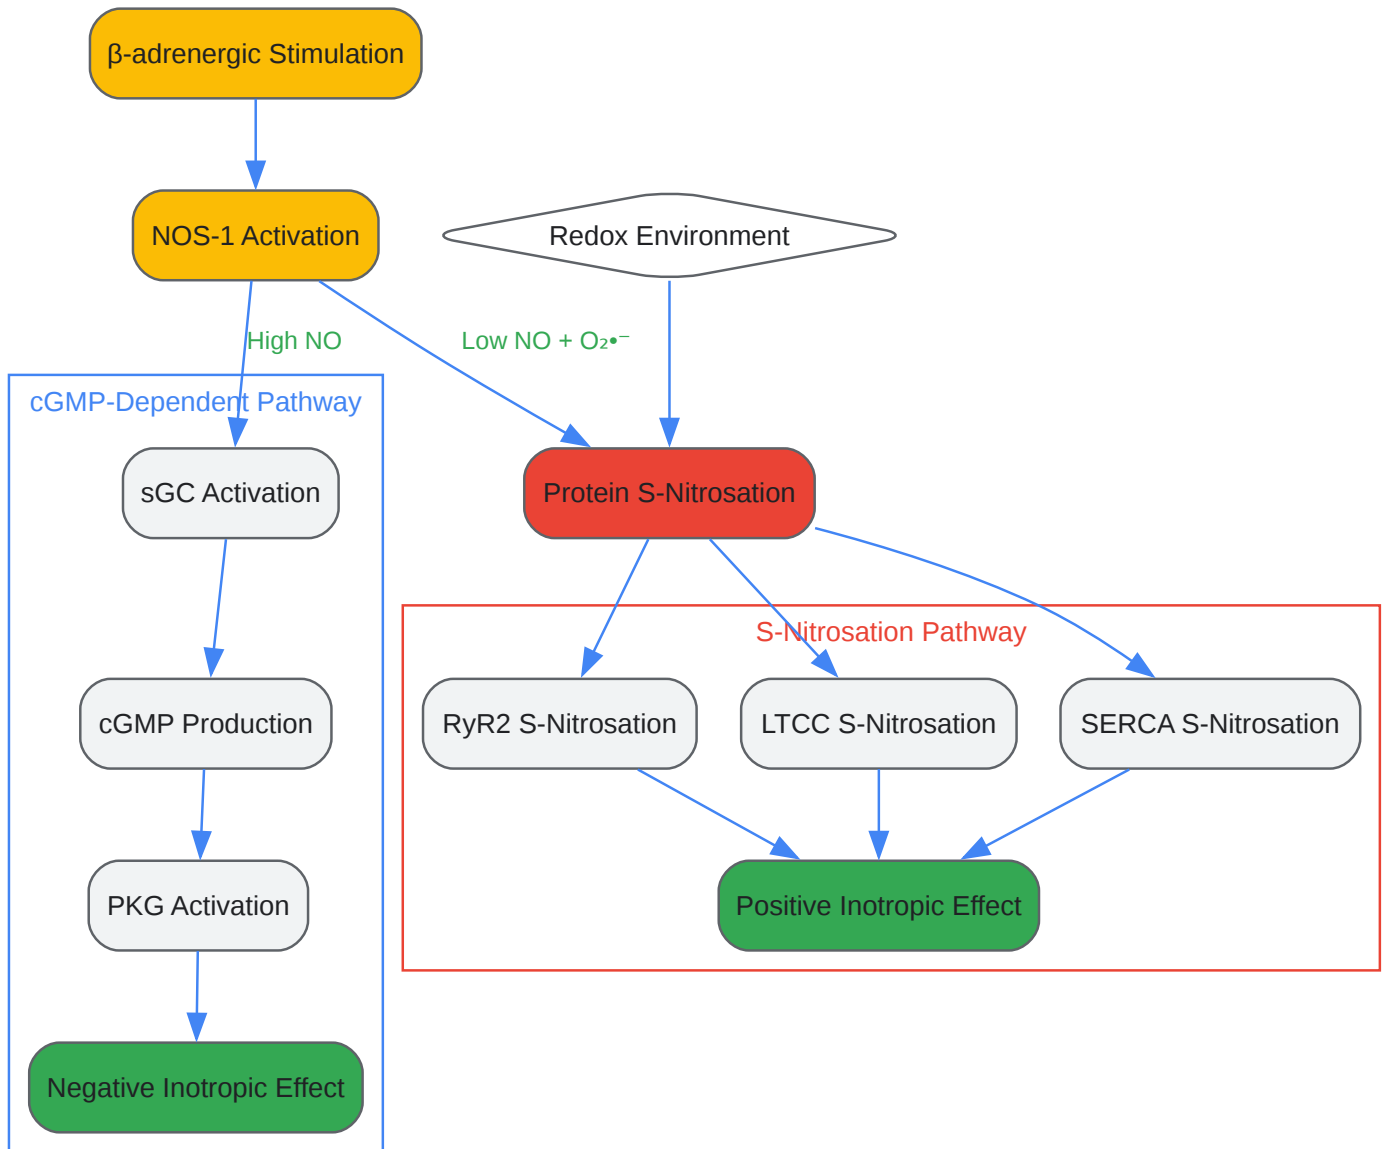 β-adrenergic Stimulation
NOS-1 Activation
Redox Environment
High NO
Low NO + O₂•⁻
cGMP-Dependent Pathway
sGC Activation
Protein S-Nitrosation
S-Nitrosation Pathway
cGMP Production
RyR2 S-Nitrosation
LTCC S-Nitrosation
SERCA S-Nitrosation
PKG Activation
Positive Inotropic Effect
Negative Inotropic Effect